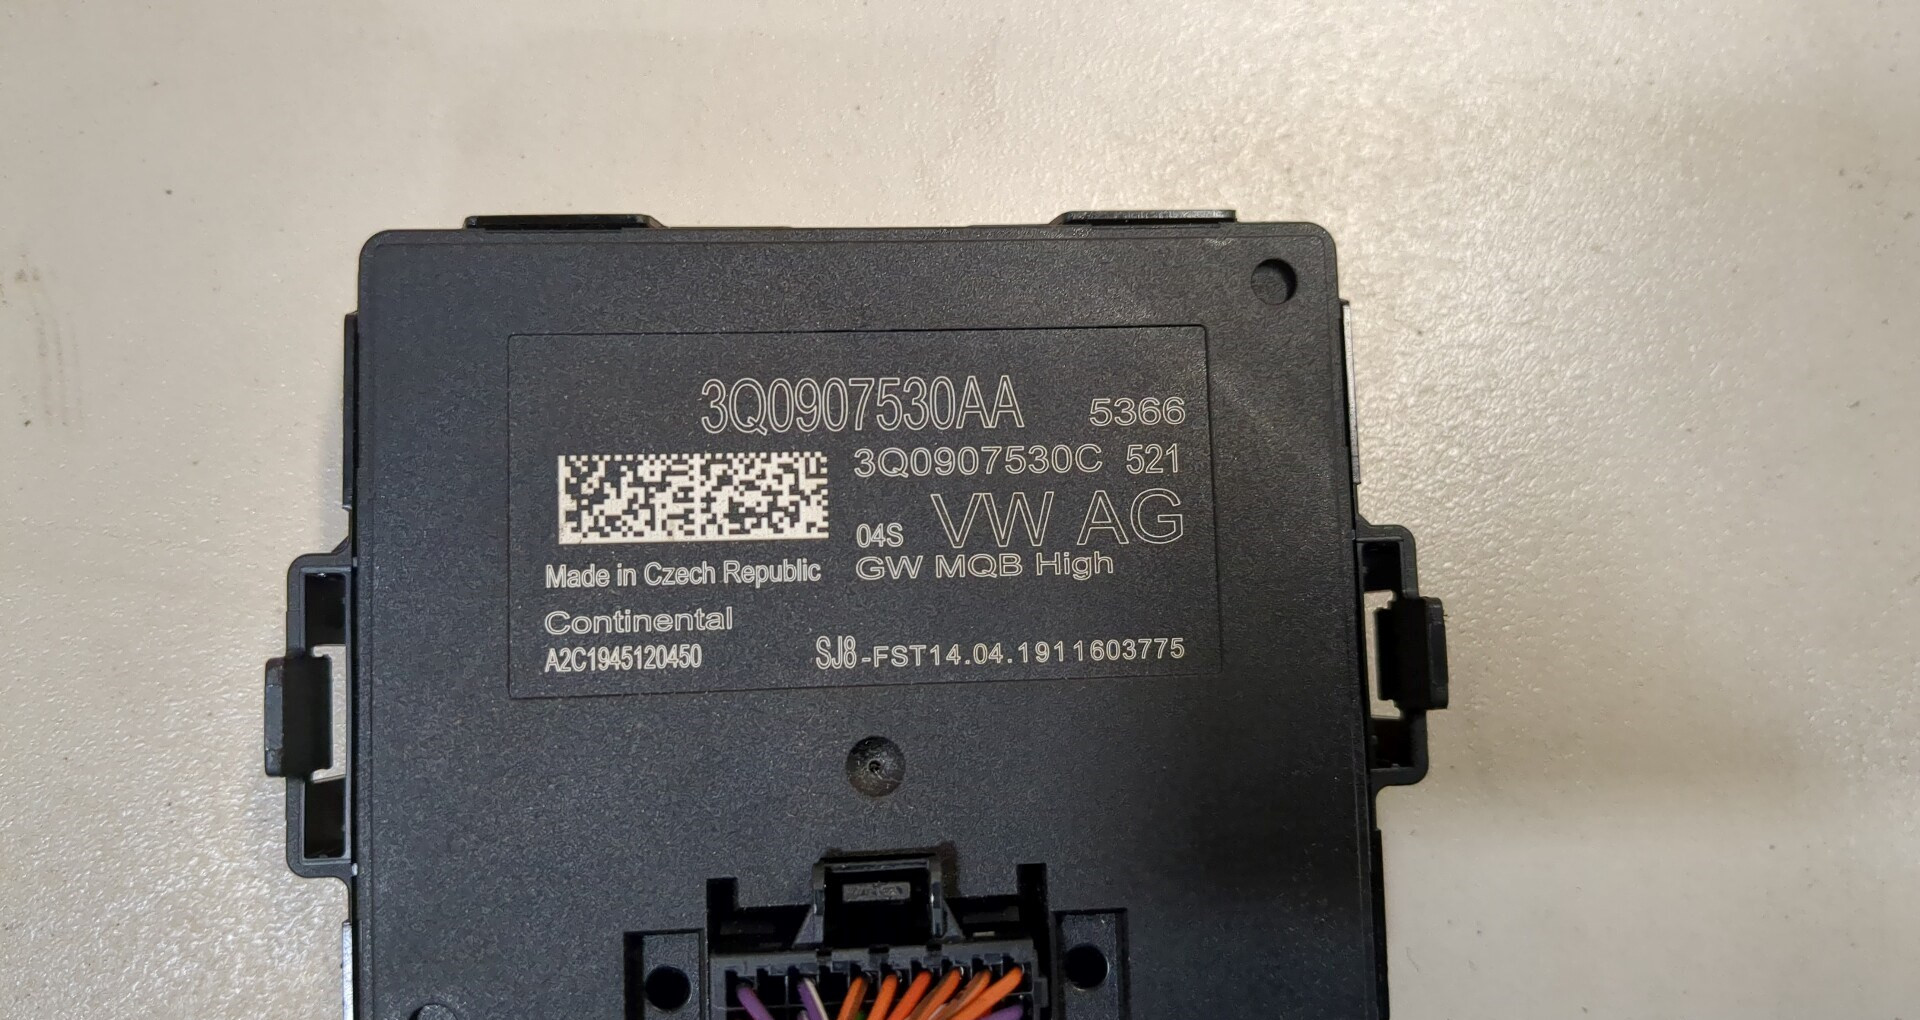 3Q0907530AA 5366
3Q0907530C 521
04S VW AG
GW MQB High
Made in Czech Republic
Continental
A2C1945120450 SJ8-FST14.04.1911603775